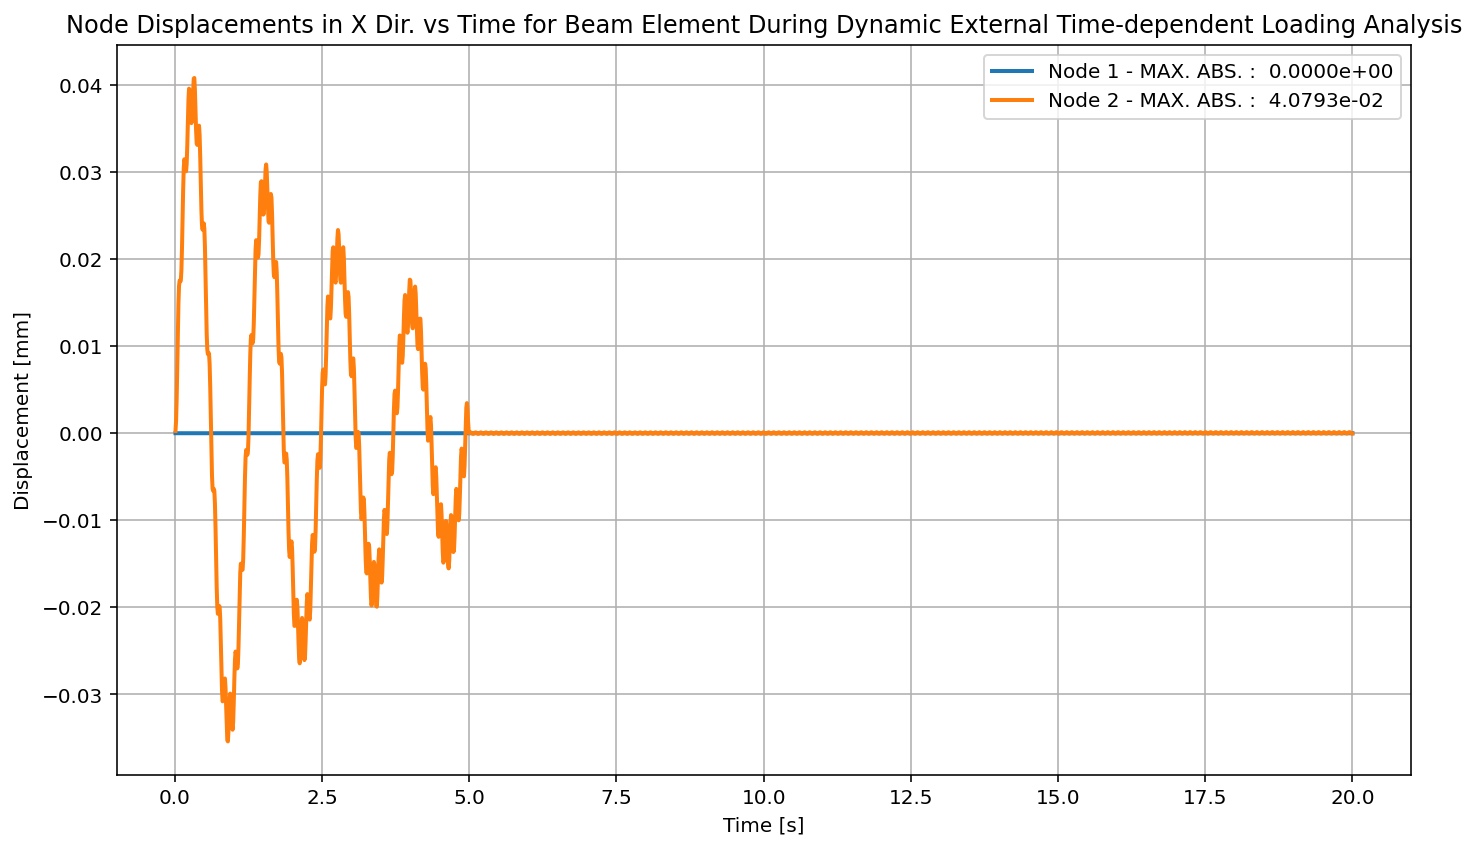 Node Displacements in X Dir. vs Time for Beam Element During Dynamic External Time-dependent Loading Analysis
Node 1 - MAX. ABS. :  0.0000e+00
Node 2 - MAX. ABS. :  4.0793e-02
Displacement [mm]
0.04
0.03
0.02
0.01
0.00
−0.01
−0.02
−0.03
0.0 2.5 5.0 7.5 10.0 12.5 15.0 17.5 20.0
Time [s]